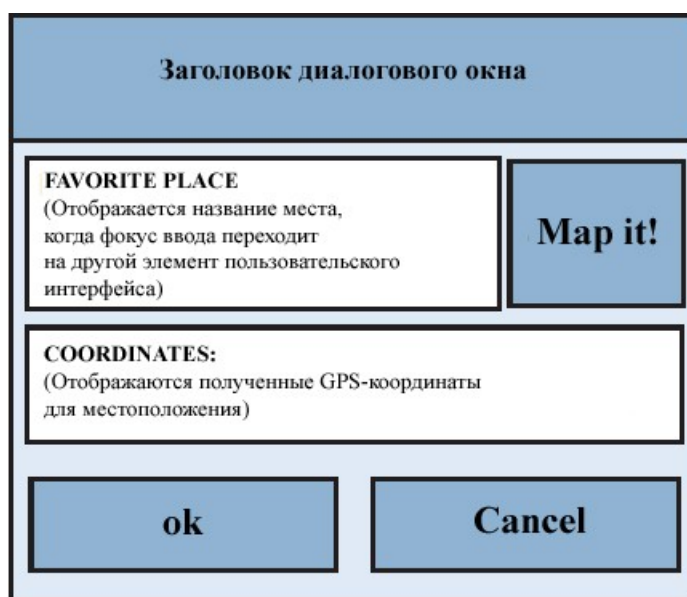 Заголовок диалогового окна
FAVORITE PLACE
(Отображается название места,
когда фокус ввода переходит
на другой элемент пользовательского
интерфейса)
Map it!
COORDINATES:
(Отображаются полученные GPS-координаты
для местоположения)
ok
Cancel